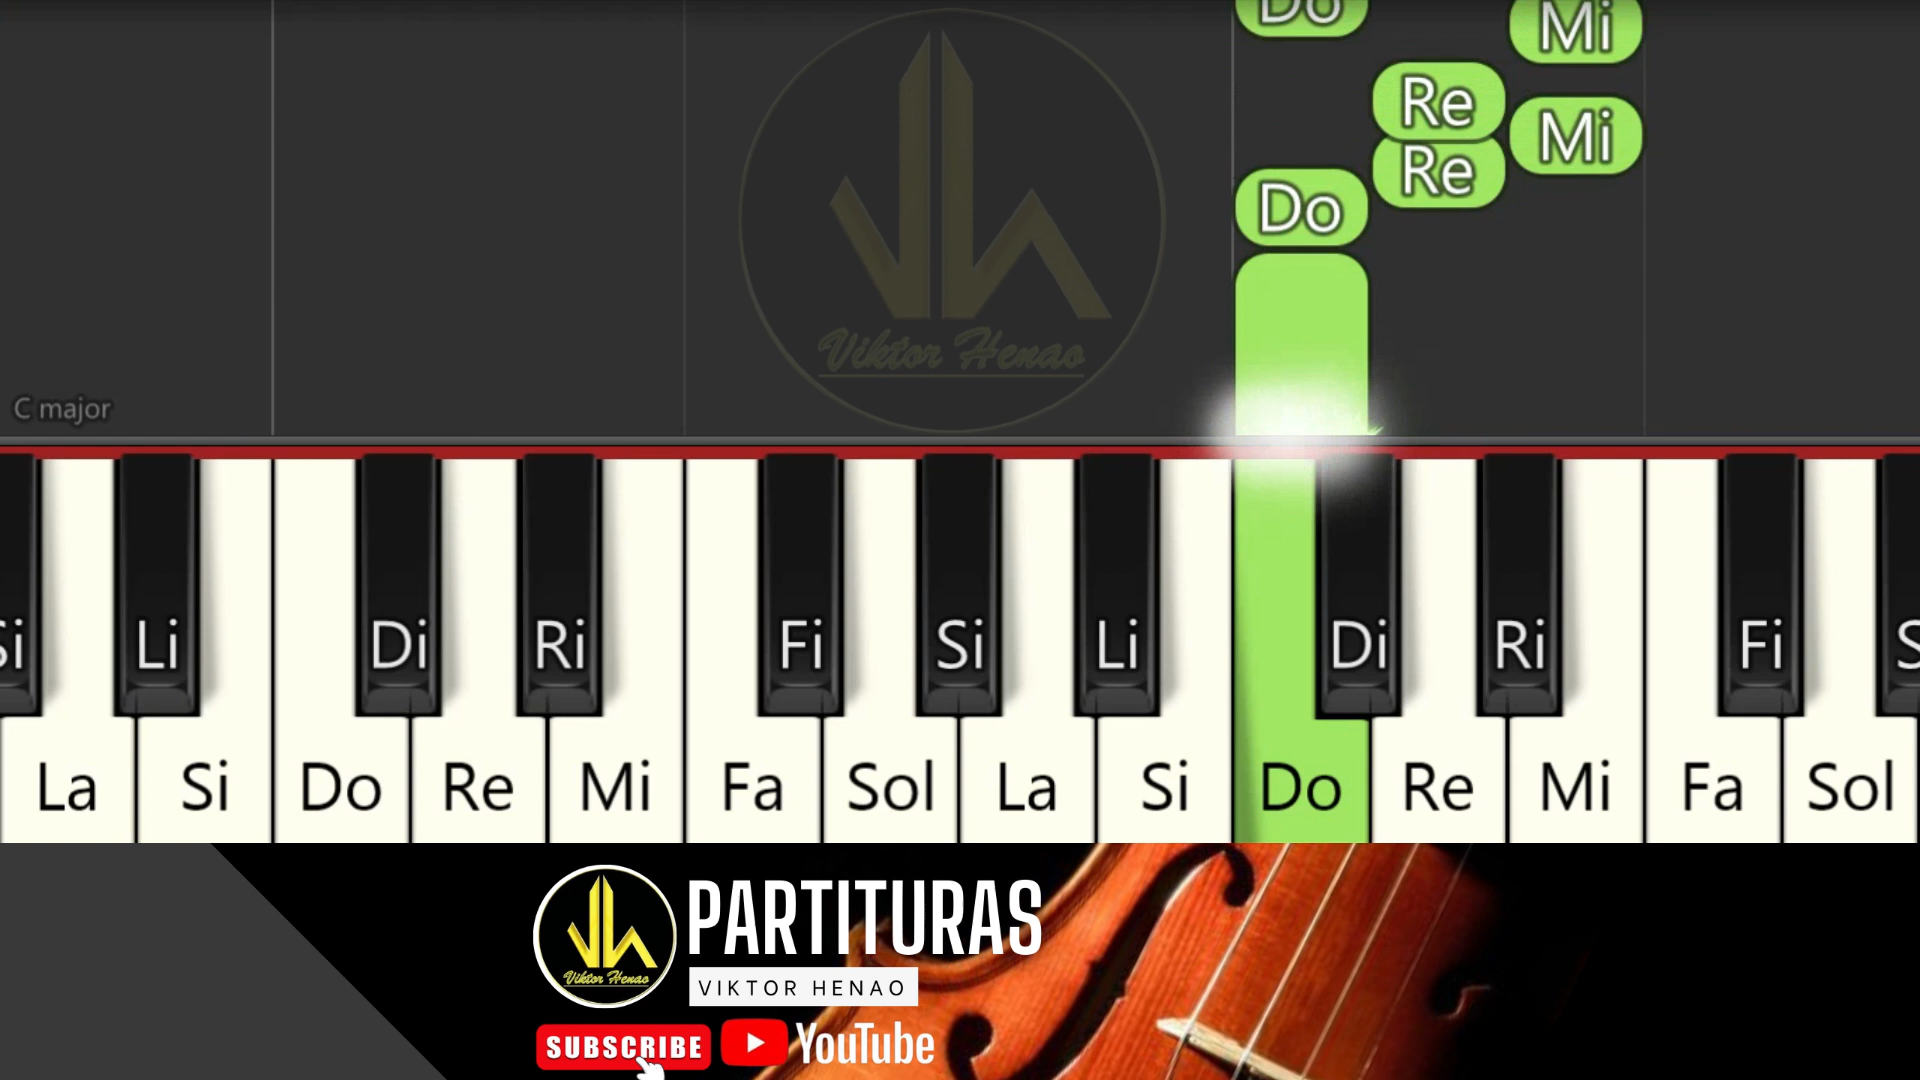 Do
Mi
Re
Mi
Re
Do
Viktor Henao
C major
Si Li Di Ri Fi Si Li Di Ri Fi S
La Si Do Re Mi Fa Sol La Si Do Re Mi Fa Sol
PARTITURAS
Viktor Henao
VIKTOR HENAO
SUBSCRIBE YouTube